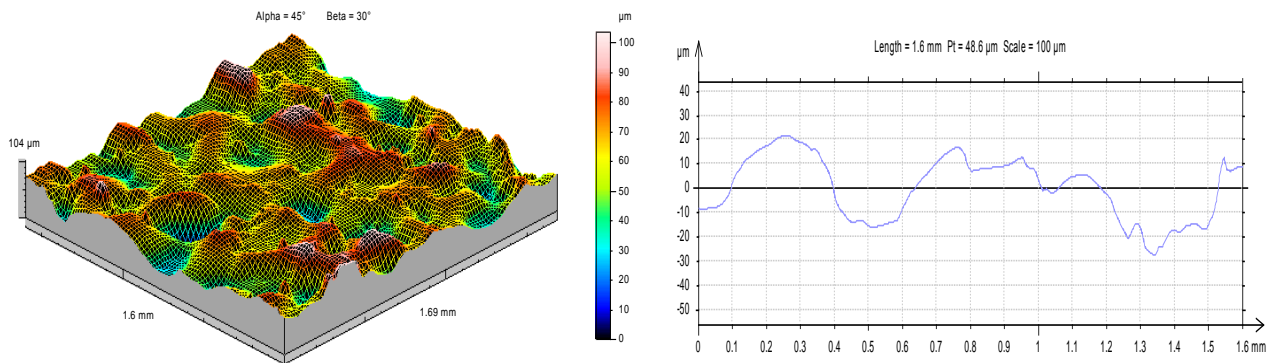 Alpha = 45° Beta = 30°
µm
100
90
80
70
60
50
40
30
20
10
0
104 µm
1.6 mm
1.69 mm
Length = 1.6 mm Pt = 48.6 µm Scale = 100 µm
µm
40
30
20
10
0
-10
-20
-30
-40
-50
0 0.1 0.2 0.3 0.4 0.5 0.6 0.7 0.8 0.9 1 1.1 1.2 1.3 1.4 1.5 1.6 mm